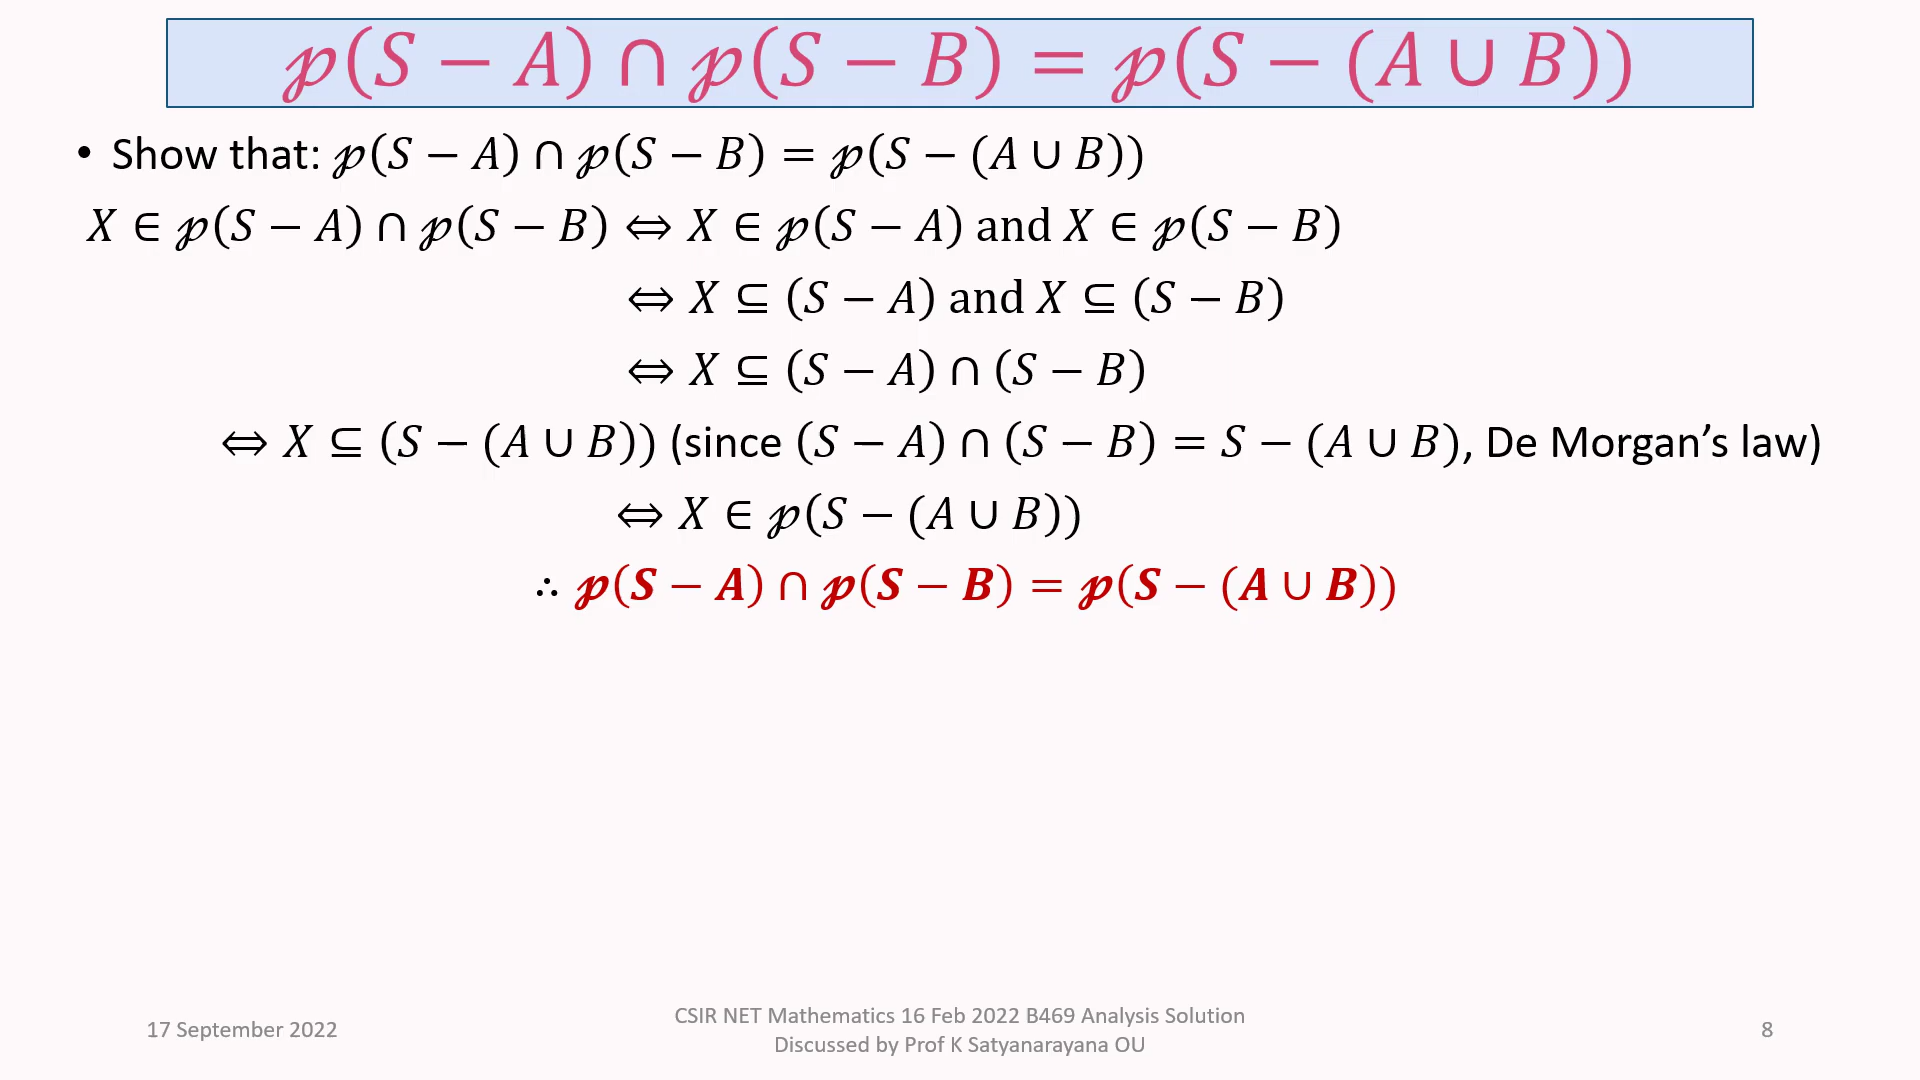 ℘(S − A) ∩ ℘(S − B) = ℘(S − (A ∪ B))
• Show that: ℘(S − A) ∩ ℘(S − B) = ℘(S − (A ∪ B))
X ∈ ℘(S − A) ∩ ℘(S − B) ⇔ X ∈ ℘(S − A) and X ∈ ℘(S − B)
⇔ X ⊆ (S − A) and X ⊆ (S − B)
⇔ X ⊆ (S − A) ∩ (S − B)
⇔ X ⊆ (S − (A ∪ B)) (since (S − A) ∩ (S − B) = S − (A ∪ B), De Morgan’s law)
⇔ X ∈ ℘(S − (A ∪ B))
∴ ℘(S − A) ∩ ℘(S − B) = ℘(S − (A ∪ B))
17 September 2022
CSIR NET Mathematics 16 Feb 2022 B469 Analysis Solution
Discussed by Prof K Satyanarayana OU
8